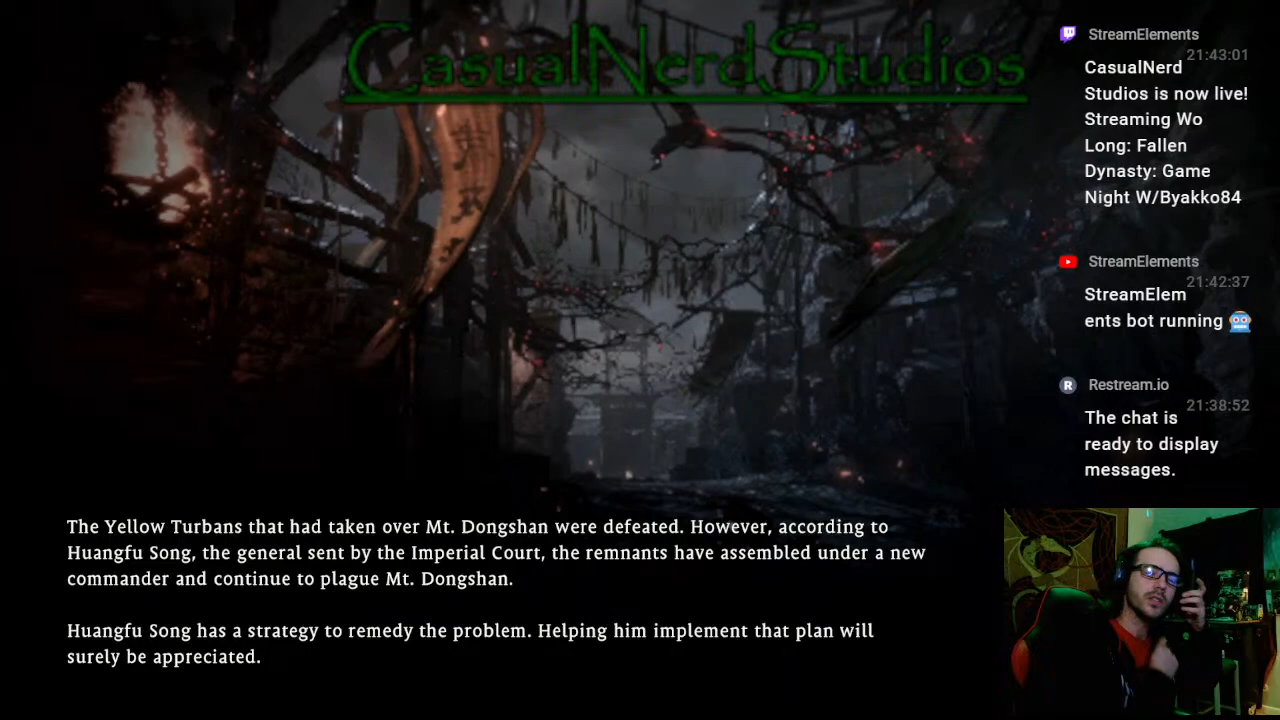 CasualNerdStudios
StreamElements
21:43:01
CasualNerd
Studios is now live!
Streaming Wo
Long: Fallen
Dynasty: Game
Night W/Byakko84
StreamElements
21:42:37
StreamElem
ents bot running
R
Restream.io
21:38:52
The chat is
ready to display
messages.
The Yellow Turbans that had taken over Mt. Dongshan were defeated. However, according to
Huangfu Song, the general sent by the Imperial Court, the remnants have assembled under a new
commander and continue to plague Mt. Dongshan.
Huangfu Song has a strategy to remedy the problem. Helping him implement that plan will
surely be appreciated.